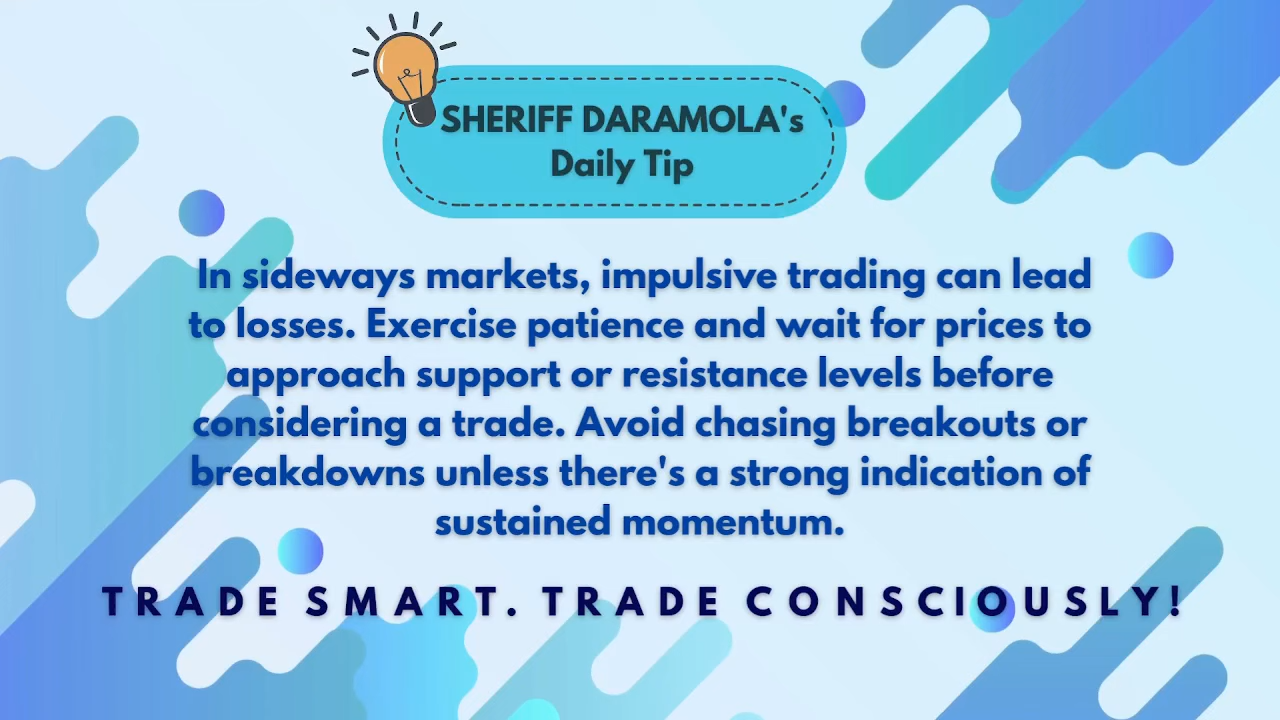 SHERIFF DARAMOLA's
Daily Tip
In sideways markets, impulsive trading can lead
to losses. Exercise patience and wait for prices to
approach support or resistance levels before
considering a trade. Avoid chasing breakouts or
breakdowns unless there's a strong indication of
sustained momentum.
TRADE SMART. TRADE CONSCIOUSLY!